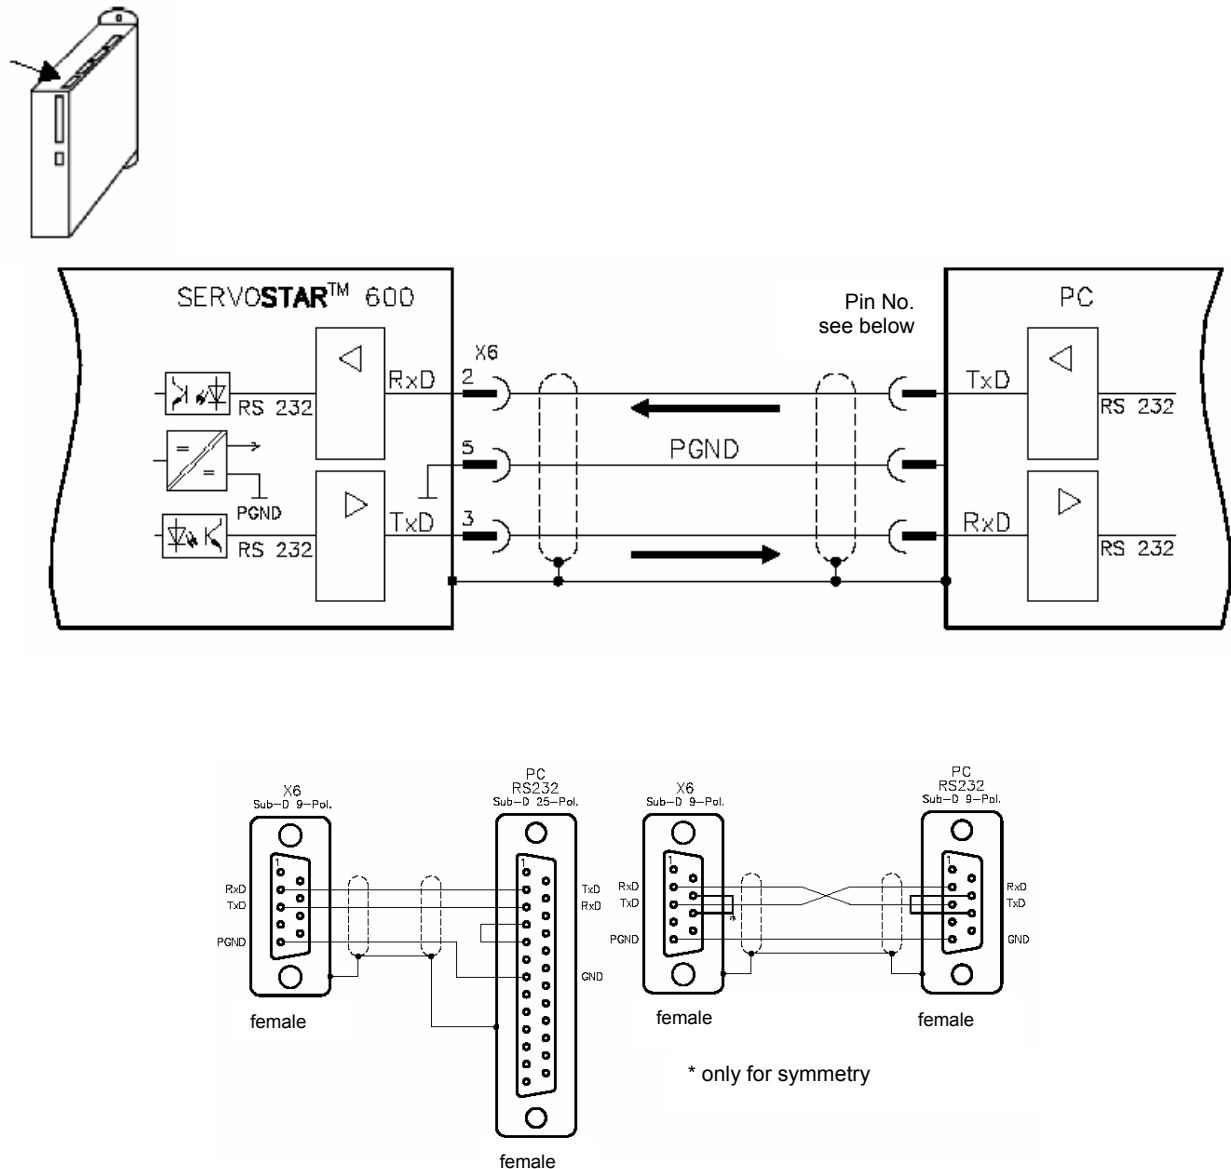 SERVOSTAR™ 600
Pin No.
see below
PC
X6
RxD
2
TxD
RS 232
RS 232
PGND
5
=
=
PGND
TxD
3
RxD
RS 232
RS 232
X6
Sub-D 9-Pol.
PC
RS232
Sub-D 25-Pol.
X6
Sub-D 9-Pol.
PC
RS232
Sub-D 9-Pol.
1
1
1
1
RxD
TxD
PGND
TxD
RxD
GND
RxD
TxD
PGND
*
RxD
TxD
GND
female
female
female
* only for symmetry
female